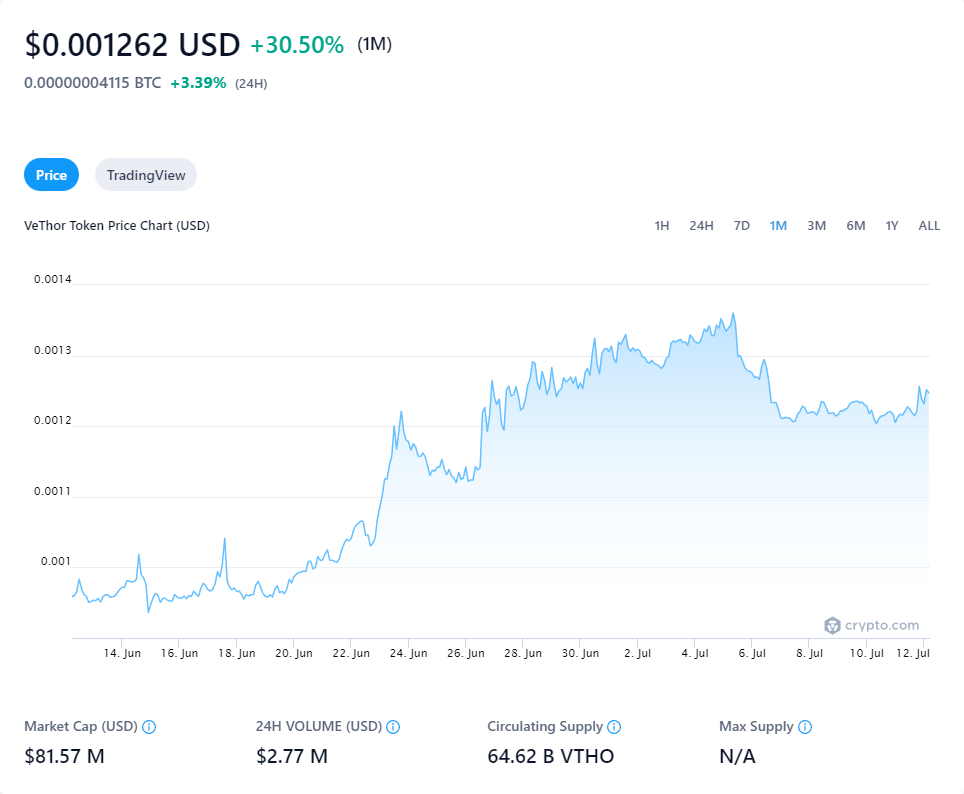 $0.001262 USD +30.50% (1M)
0.00000004115 BTC +3.39% (24H)
Price TradingView
VeThor Token Price Chart (USD) 1H 24H 7D 1M 3M 6M 1Y ALL
0.0014
0.0013
0.0012
0.0011
0.001
crypto.com
14. Jun 16. Jun 18. Jun 20. Jun 22. Jun 24. Jun 26. Jun 28. Jun 30. Jun 2. Jul 4. Jul 6. Jul 8. Jul 10. Jul 12. Jul
Market Cap (USD) 24H VOLUME (USD) Circulating Supply Max Supply
$81.57 M $2.77 M 64.62 B VTHO N/A